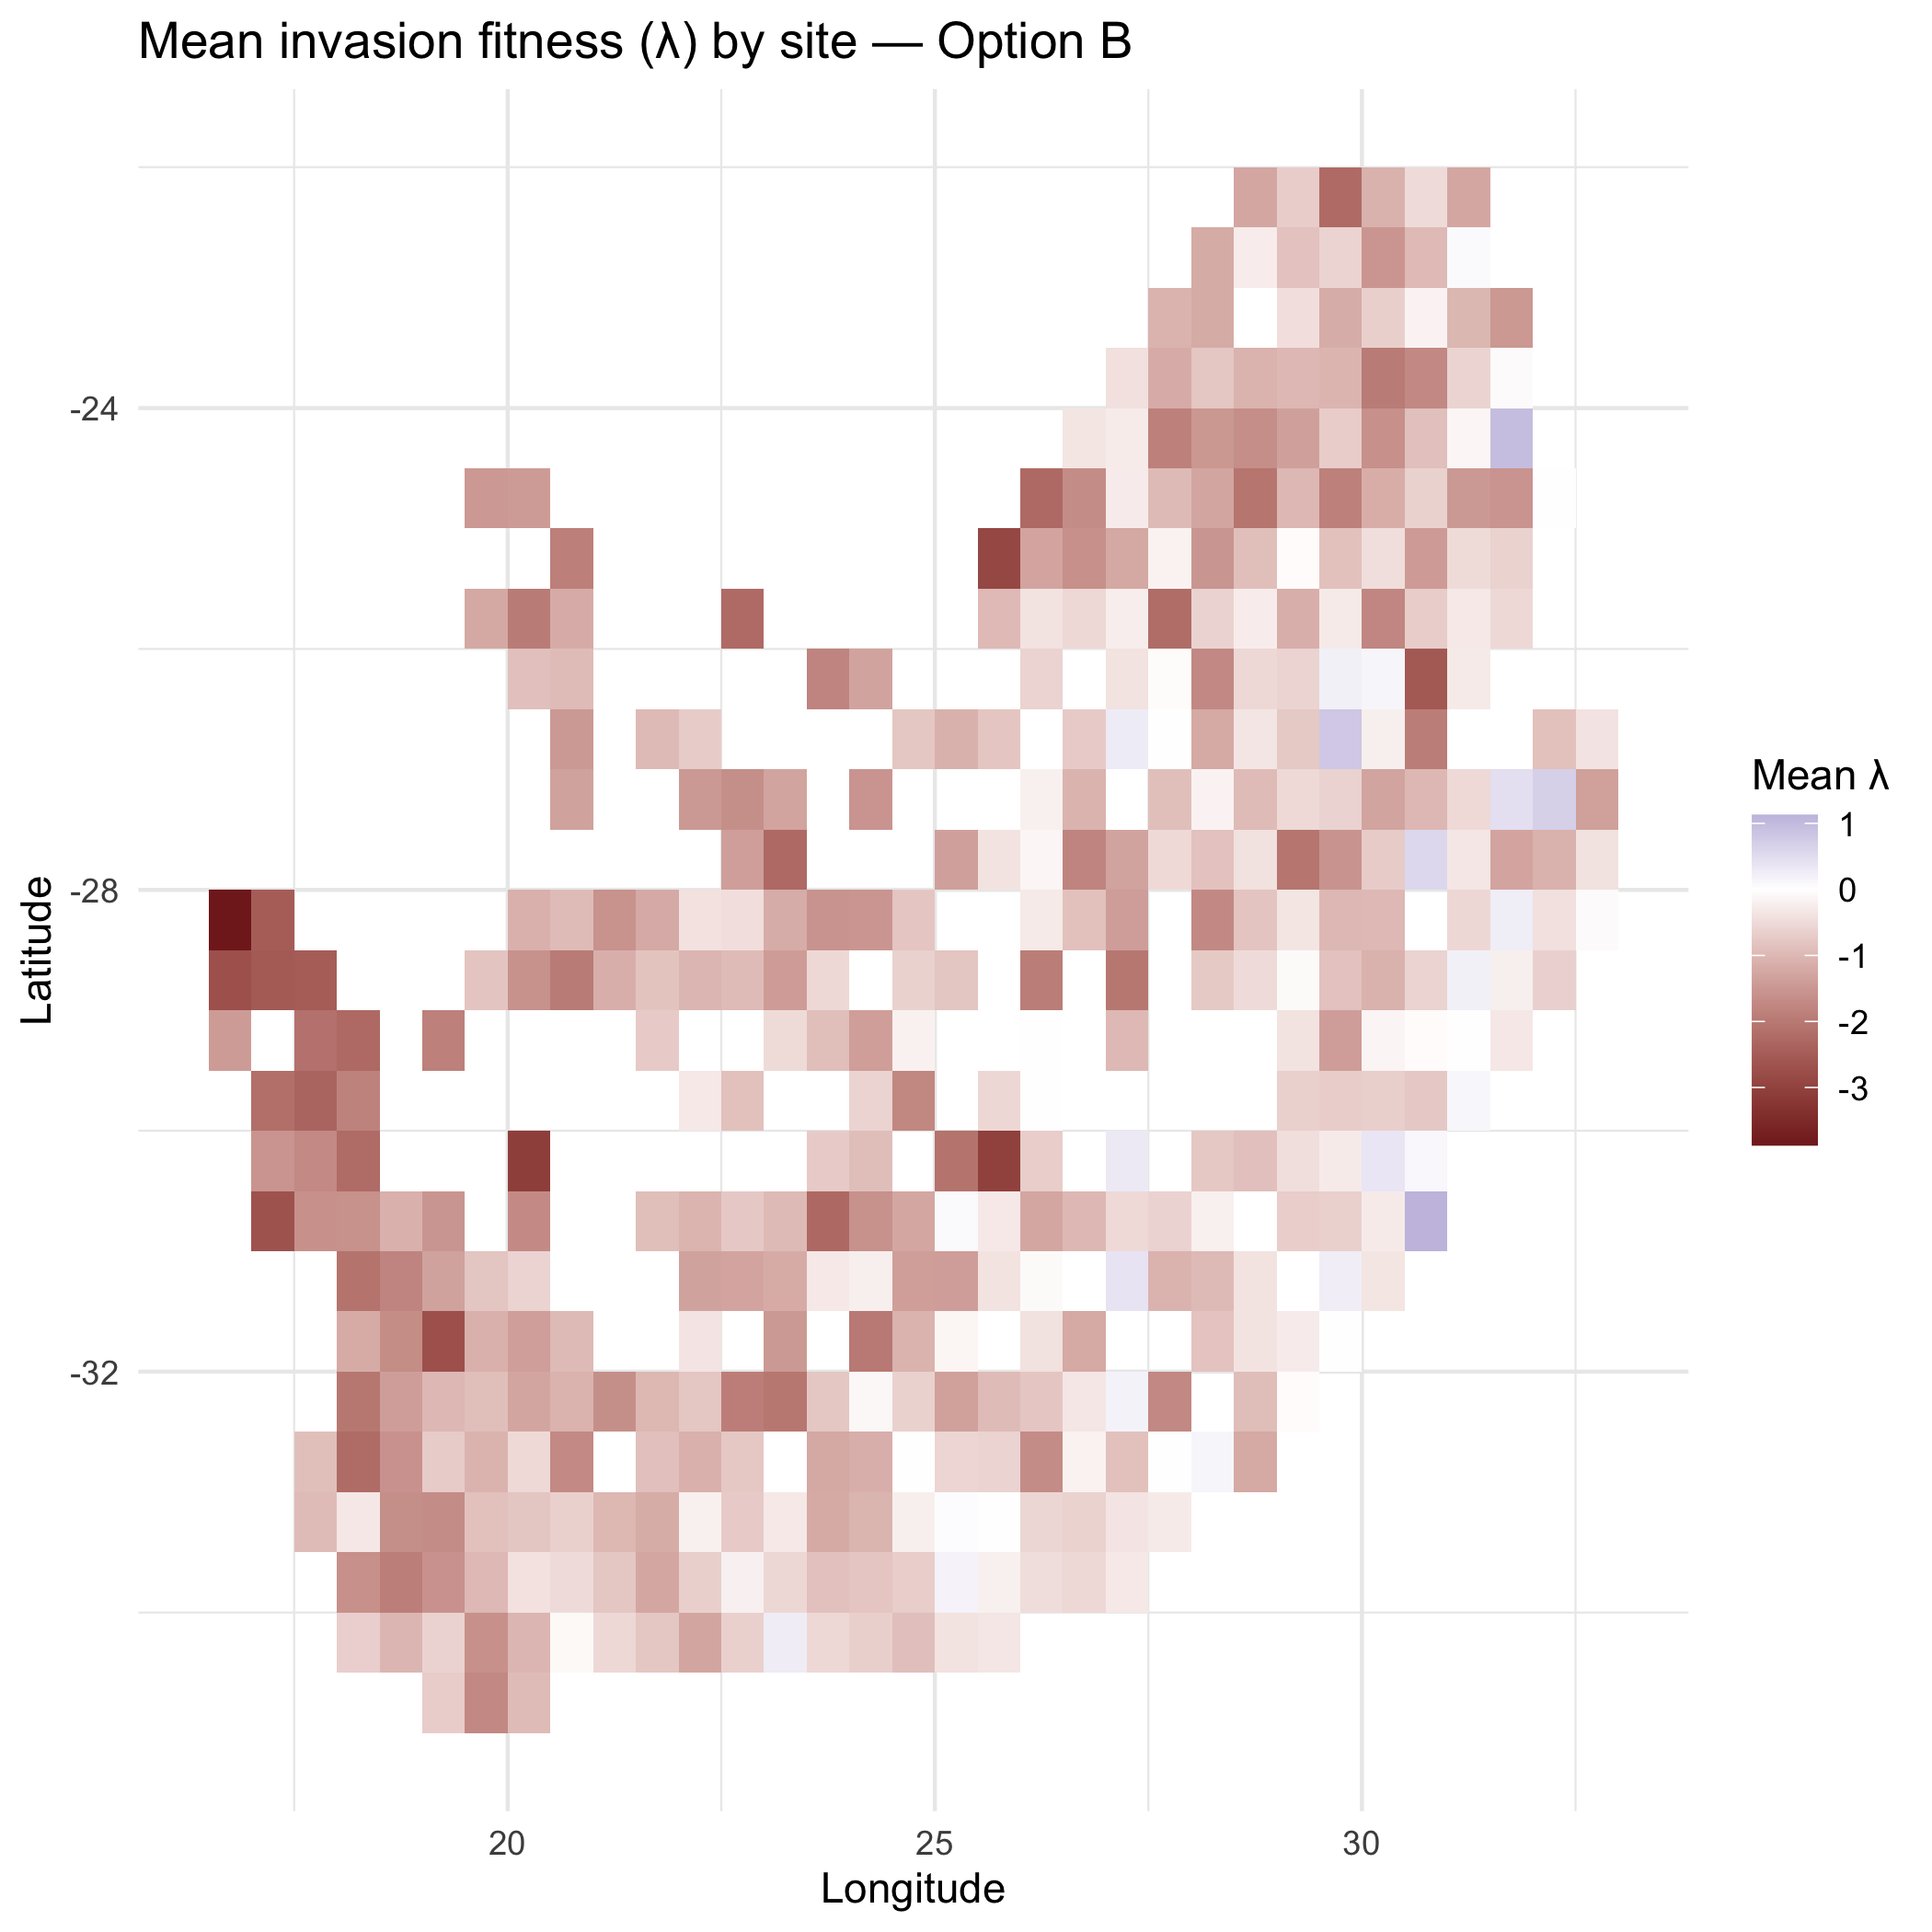 Mean invasion fitness (λ) by site — Option B
-24
-28
-32
Latitude
20
25
30
Longitude
Mean λ
1
0
-1
-2
-3